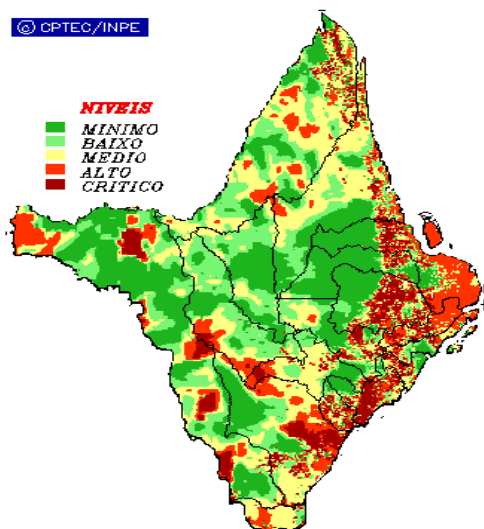 © CPTEC/INPE
NIVEIS
MINIMO
BAIXO
MEDIO
ALTO
CRITICO